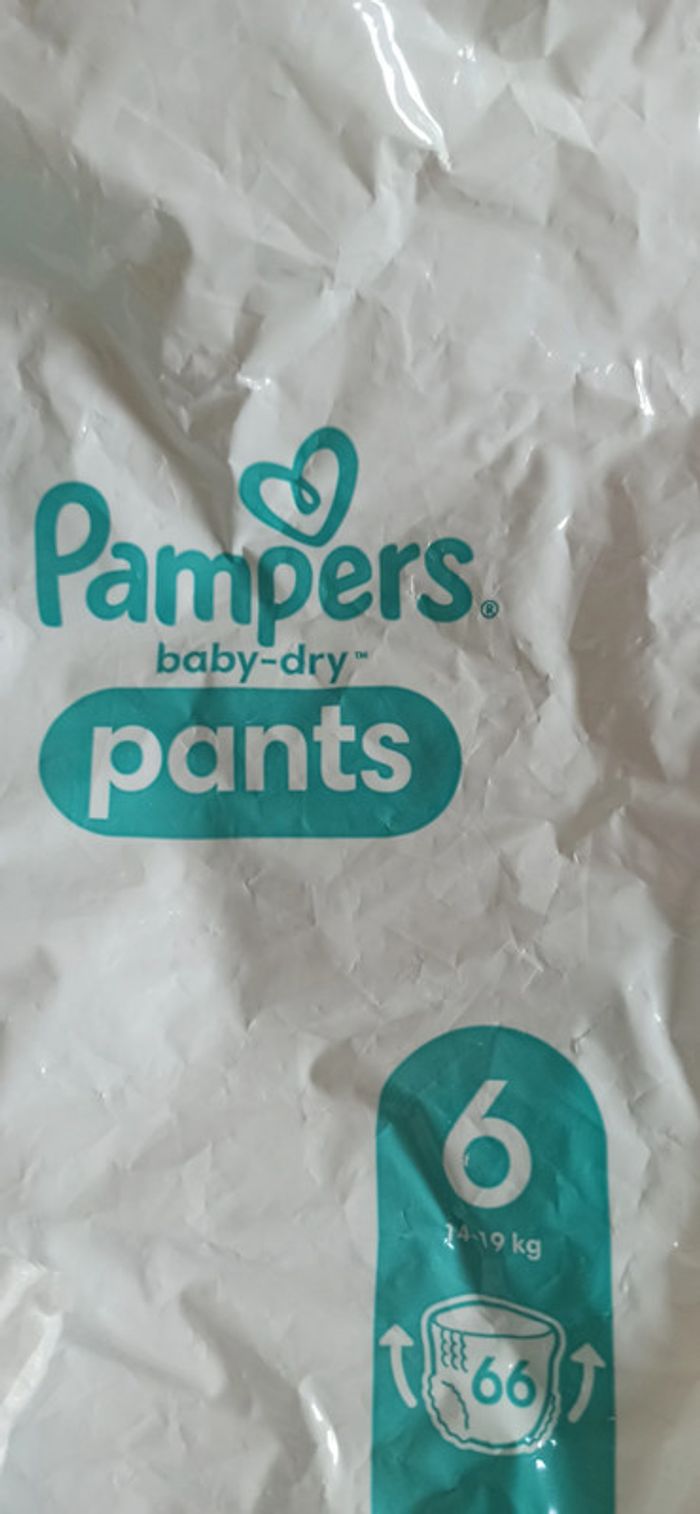 Pampers®
baby-dry™
pants
6
14-19 kg
66